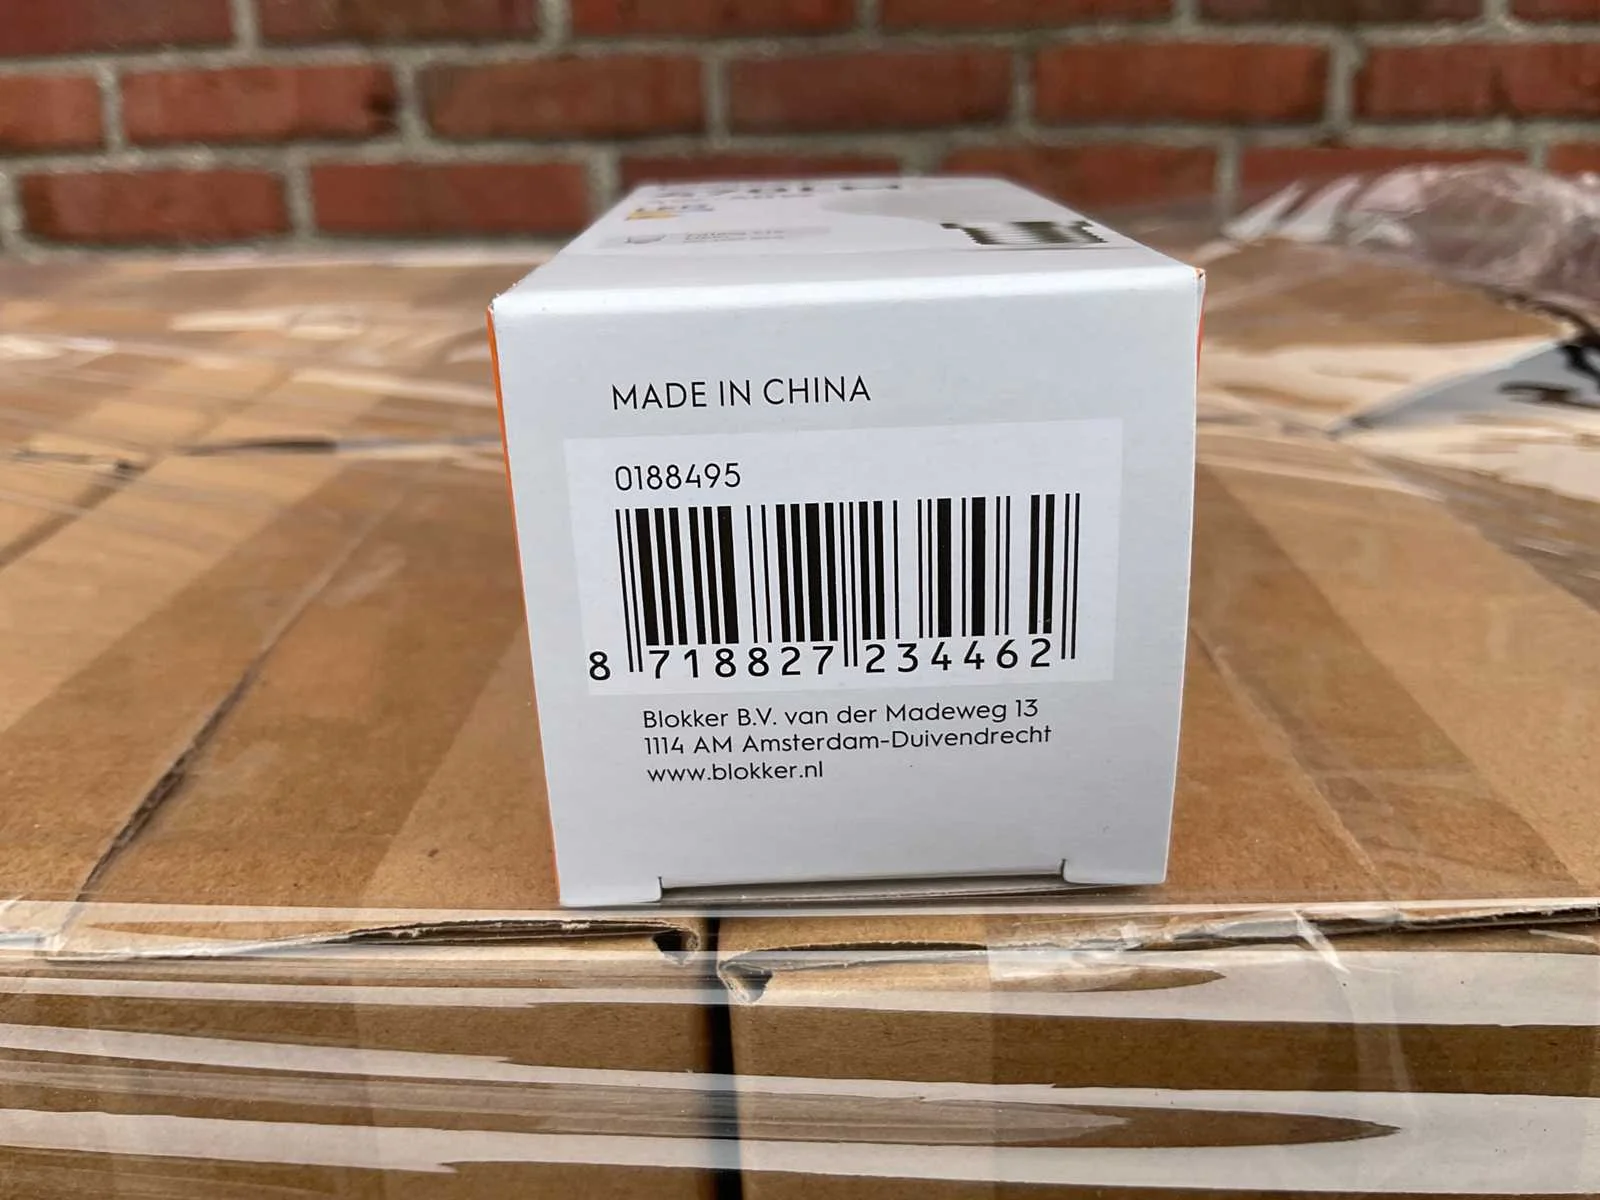 MADE IN CHINA
0188495
8 718827 234462
Blokker B.V. van der Madeweg 13
1114 AM Amsterdam-Duivendrecht
www.blokker.nl